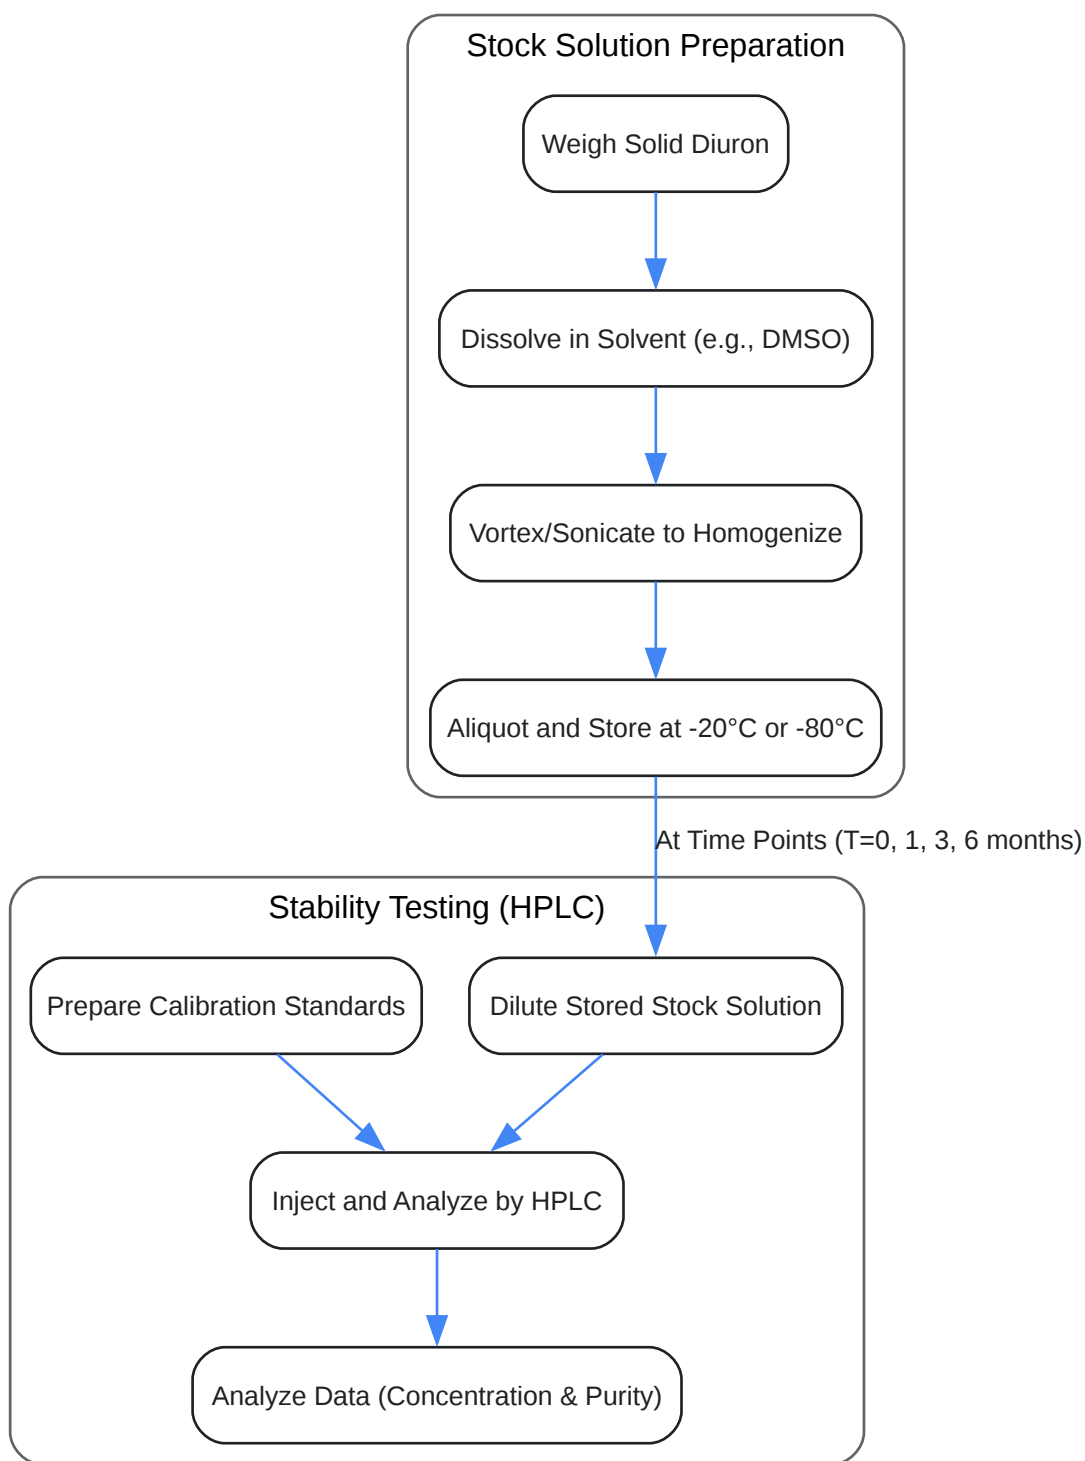 Stock Solution Preparation
Weigh Solid Diuron
Dissolve in Solvent (e.g., DMSO)
Vortex/Sonicate to Homogenize
Aliquot and Store at -20°C or -80°C
At Time Points (T=0, 1, 3, 6 months)
Stability Testing (HPLC)
Prepare Calibration Standards
Dilute Stored Stock Solution
Inject and Analyze by HPLC
Analyze Data (Concentration & Purity)